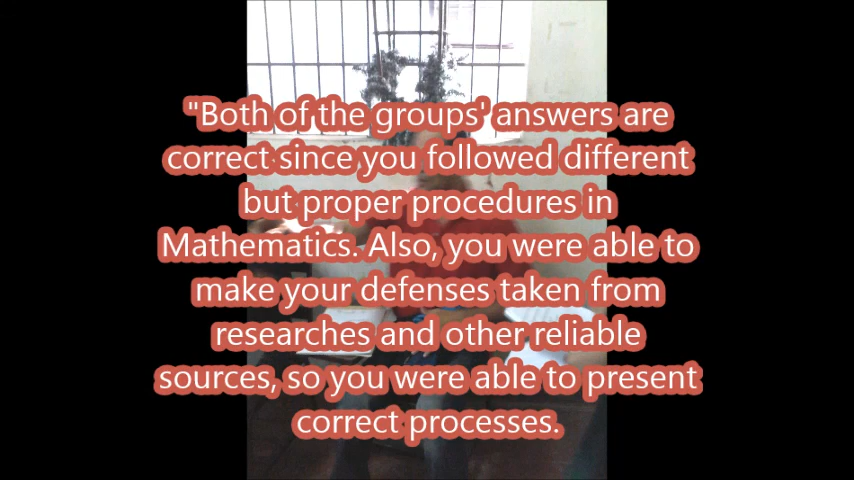 "Both of the groups' answers are
correct since you followed different
but proper procedures in
Mathematics. Also, you were able to
make your defenses taken from
researches and other reliable
sources, so you were able to present
correct processes.